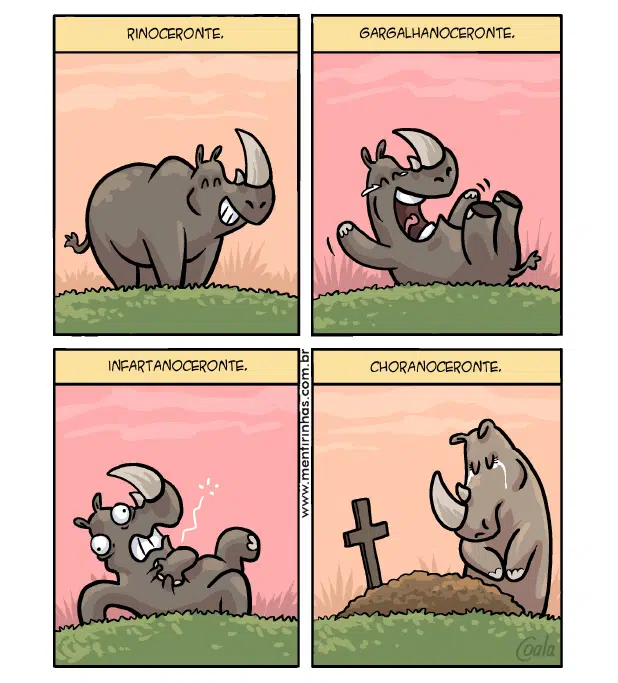 RINOCERONTE.
GARGALHANOCERONTE.
INFARTANOCERONTE.
CHORANOCERONTE.
www.mentirinhas.com.br
Coala